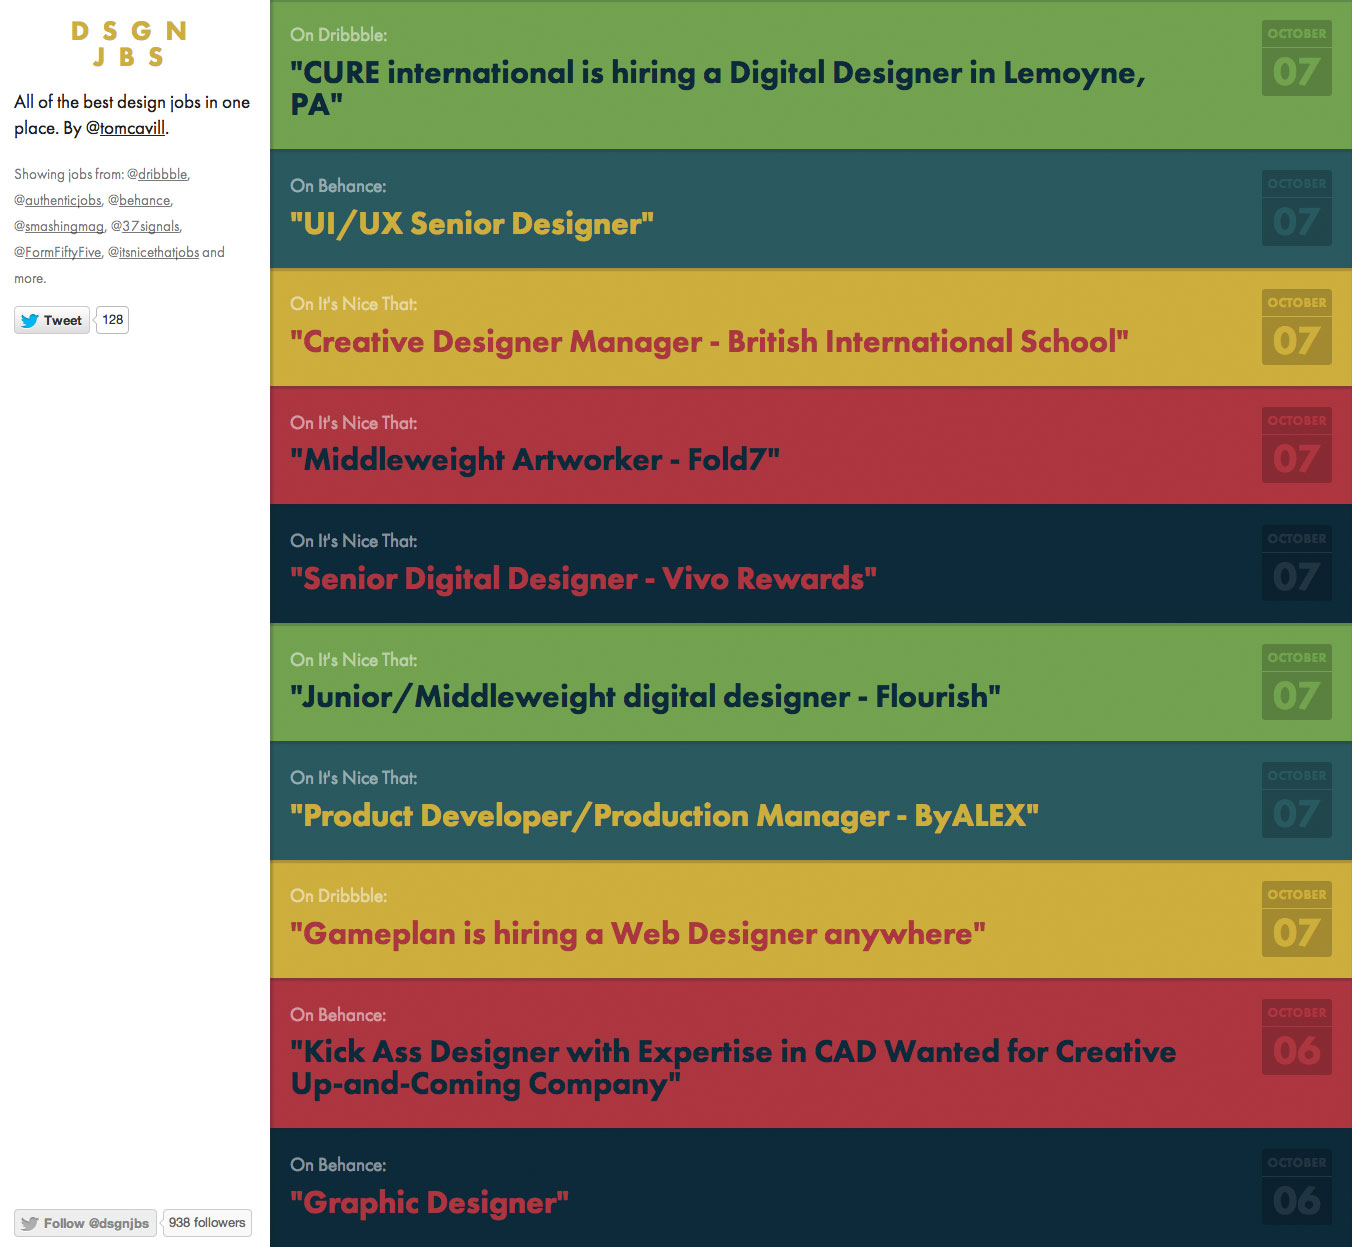 DSGN
JBS
All of the best design jobs in one
place. By @tomcavill.
Showing jobs from: @dribbble,
@authenticjobs, @behance,
@smashingmag, @37signals,
@FormFiftyFive, @itsnicethatjobs and
more.
Tweet 128
Follow @dsgnjbs 938 followers
On Dribbble:
"CURE international is hiring a Digital Designer in Lemoyne,
PA"
OCTOBER
07
On Behance:
"UI/UX Senior Designer"
OCTOBER
07
On It's Nice That:
"Creative Designer Manager - British International School"
OCTOBER
07
On It's Nice That:
"Middleweight Artworker - Fold7"
OCTOBER
07
On It's Nice That:
"Senior Digital Designer - Vivo Rewards"
OCTOBER
07
On It's Nice That:
"Junior/Middleweight digital designer - Flourish"
OCTOBER
07
On It's Nice That:
"Product Developer/Production Manager - ByALEX"
OCTOBER
07
On Dribbble:
"Gameplan is hiring a Web Designer anywhere"
OCTOBER
07
On Behance:
"Kick Ass Designer with Expertise in CAD Wanted for Creative
Up-and-Coming Company"
OCTOBER
06
On Behance:
"Graphic Designer"
OCTOBER
06